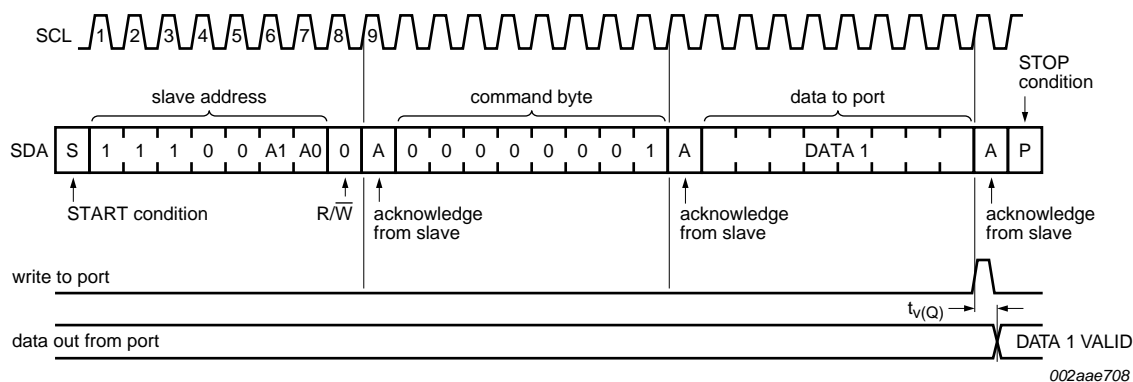 SCL 1 2 3 4 5 6 7 8 9
STOP
condition
slave address command byte data to port
SDA S 1 1 1 0 0 A1 A0 0 A 0 0 0 0 0 0 0 1 A DATA 1 A P
START condition R/W̅ acknowledge from slave acknowledge from slave acknowledge from slave
write to port
tv(Q)
data out from port DATA 1 VALID
002aae708